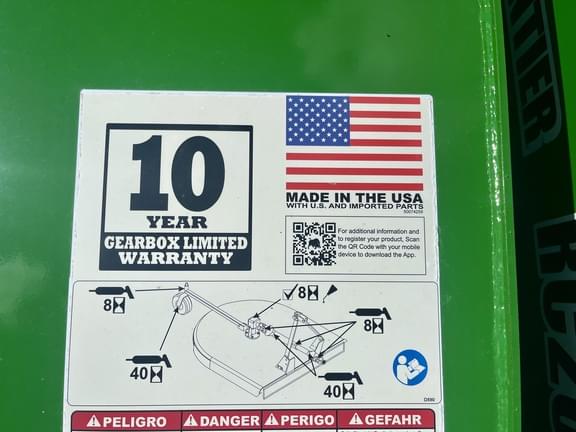 10
YEAR
GEARBOX LIMITED
WARRANTY
MADE IN THE USA
WITH U.S. AND IMPORTED PARTS
50074259
For additional information and
to register your product, Scan
the QR Code with your mobile
device to download the App.
8
8
8
40
40
PELIGRO
DANGER
PERIGO
GEFAHR